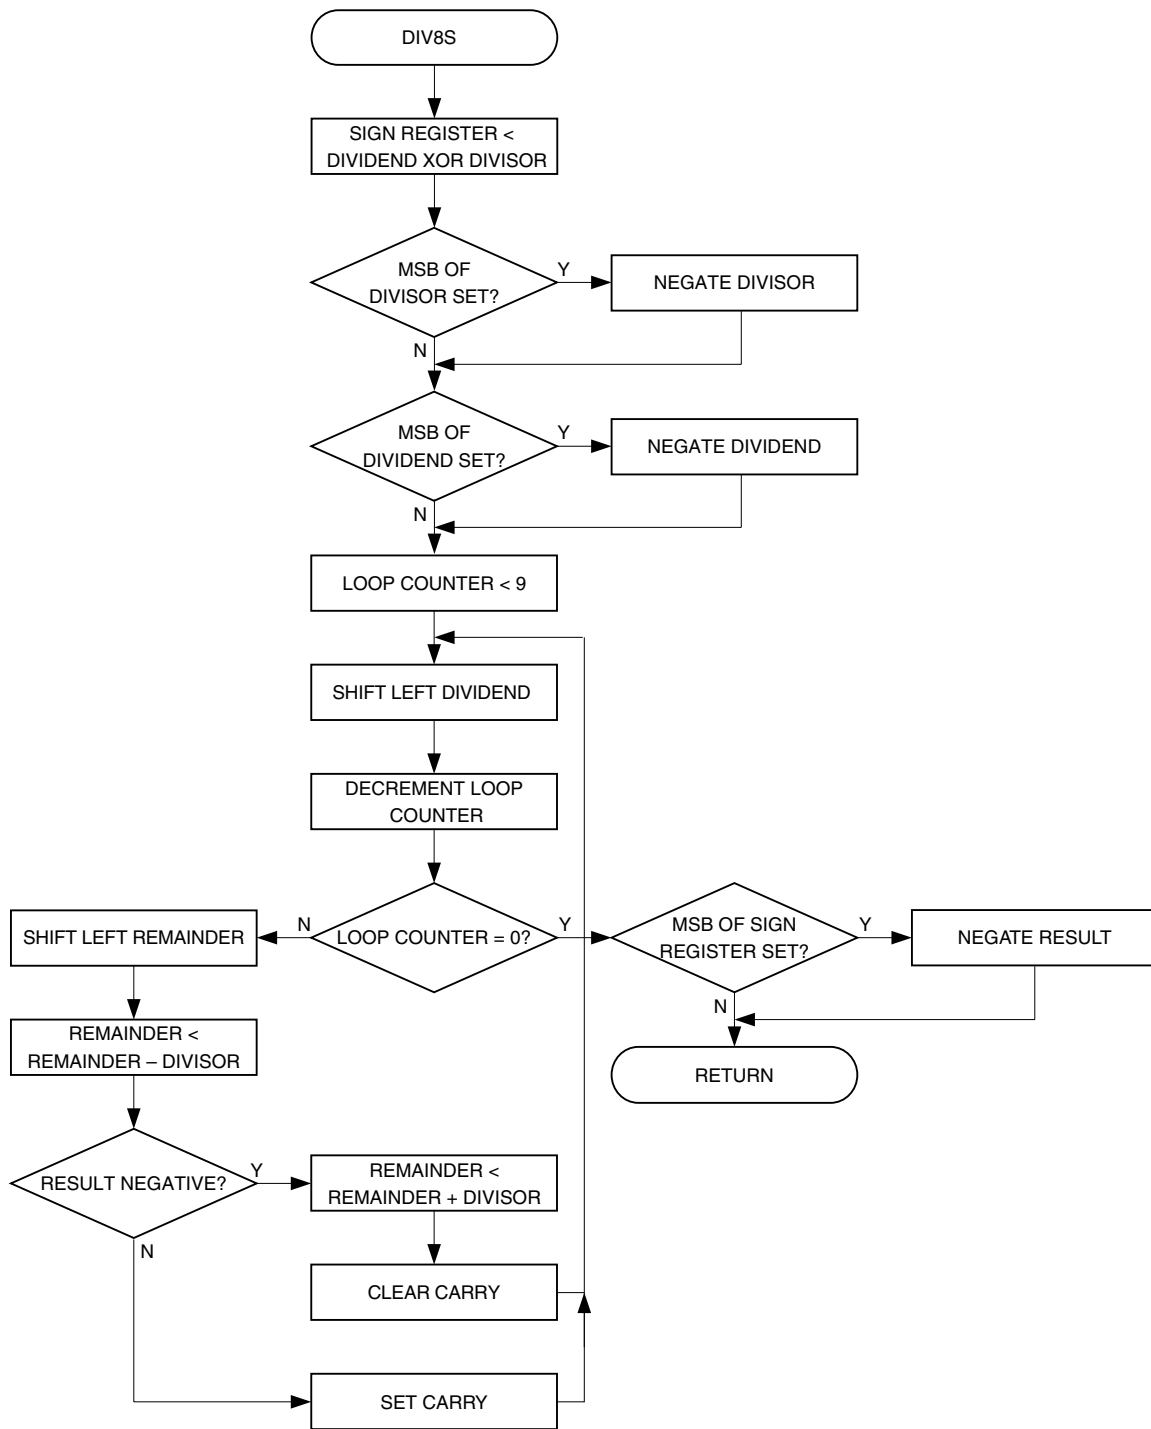 DIV8S
SIGN REGISTER <
DIVIDEND XOR DIVISOR
MSB OF
DIVISOR SET?
Y
NEGATE DIVISOR
N
MSB OF
DIVIDEND SET?
Y
NEGATE DIVIDEND
N
LOOP COUNTER < 9
SHIFT LEFT DIVIDEND
DECREMENT LOOP
COUNTER
SHIFT LEFT REMAINDER
N
LOOP COUNTER = 0?
Y
MSB OF SIGN
REGISTER SET?
Y
NEGATE RESULT
N
RETURN
REMAINDER <
REMAINDER – DIVISOR
RESULT NEGATIVE?
Y
REMAINDER <
REMAINDER + DIVISOR
N
CLEAR CARRY
SET CARRY